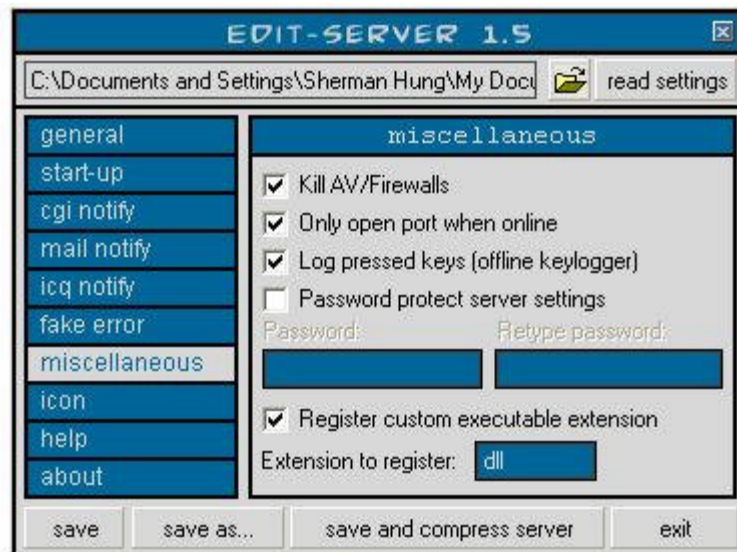 EDIT-SERVER 1.5
C:\Documents and Settings\Sherman Hung\My Docu
read settings
general
start-up
cgi notify
mail notify
icq notify
fake error
miscellaneous
icon
help
about
miscellaneous
Kill AV/Firewalls
Only open port when online
Log pressed keys (offline keylogger)
Password protect server settings
Password: Retype password:
Register custom executable extension
Extension to register: dll
save save as... save and compress server exit